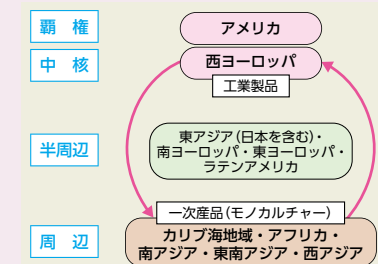 覇権
アメリカ
中核
西ヨーロッパ
工業製品
半周辺
東アジア(日本を含む)・
南ヨーロッパ・東ヨーロッパ・
ラテンアメリカ
一次産品(モノカルチャー)
周辺
カリブ海地域・アフリカ・
南アジア・東南アジア・西アジア